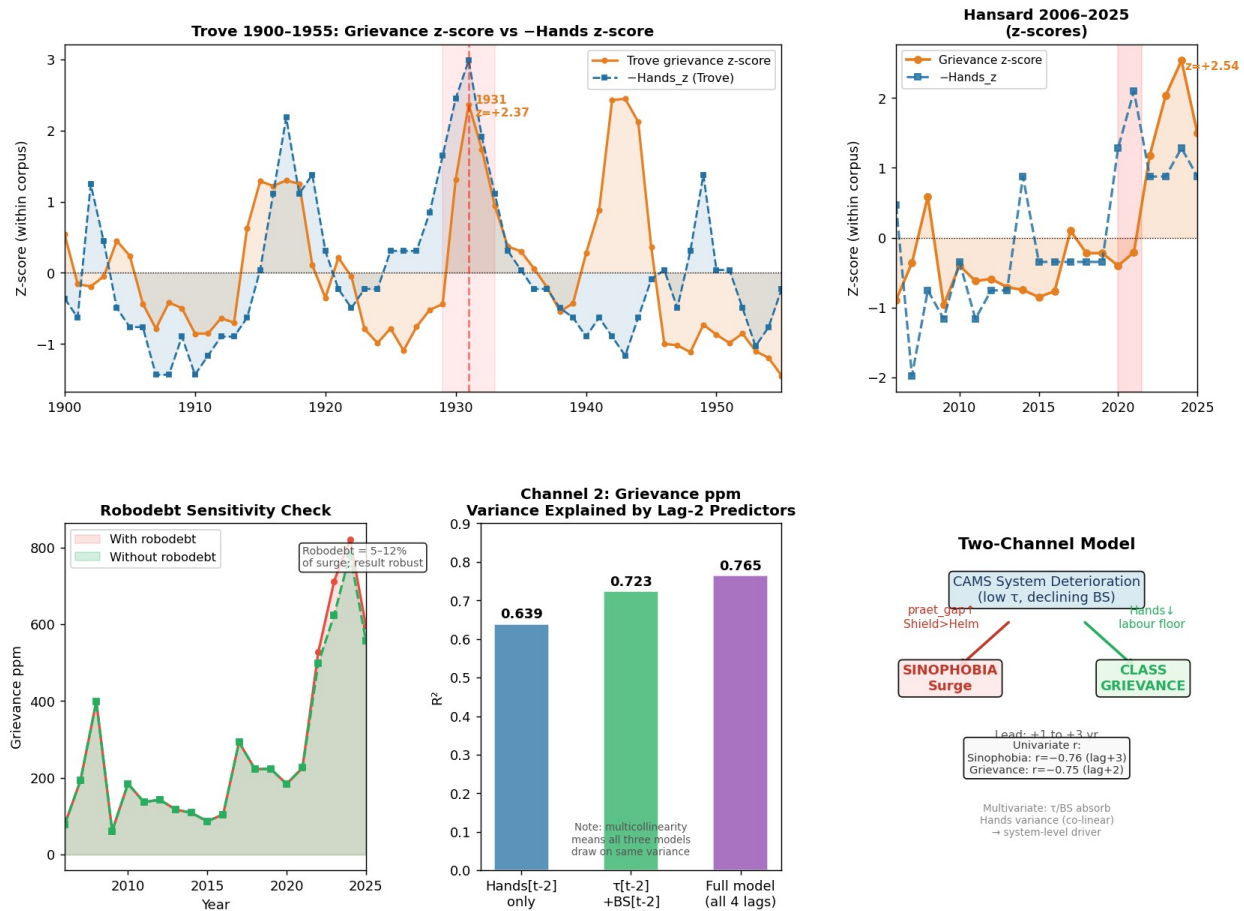 Trove 1900–1955: Grievance z-score vs −Hands z-score
Z-score (within corpus)
3
2
1
0
−1
Trove grievance z-score
−Hands_z (Trove)
1931
z=+2.37
1900
1910
1920
1930
1940
1950
Hansard 2006–2025
(z-scores)
Z-score (within corpus)
2
1
0
−1
−2
Grievance z-score
−Hands_z
z=+2.54
2010
2015
2020
2025
Robodebt Sensitivity Check
Grievance ppm
800
600
400
200
0
With robodebt
Without robodebt
Robodebt = 5–12%
of surge; result robust
2010
2015
2020
2025
Year
Channel 2: Grievance ppm
Variance Explained by Lag-2 Predictors
R²
0.9
0.8
0.7
0.6
0.5
0.4
0.3
0.2
0.1
0.0
0.639
0.723
0.765
Note: multicollinearity
means all three models
draw on same variance
Hands[t-2]
only
τ[t-2]
+BS[t-2]
Full model
(all 4 lags)
Two-Channel Model
CAMS System Deterioration
(low τ, declining BS)
praet_gap↑
Shield>Helm
Hands↓
labour floor
SINOPHOBIA
Surge
CLASS
GRIEVANCE
Lead: +1 to +3 yr
Univariate r:
Sinophobia: r=−0.76 (lag+3)
Grievance: r=−0.75 (lag+2)
Multivariate: τ/BS absorb
Hands variance (co-linear)
→ system-level driver